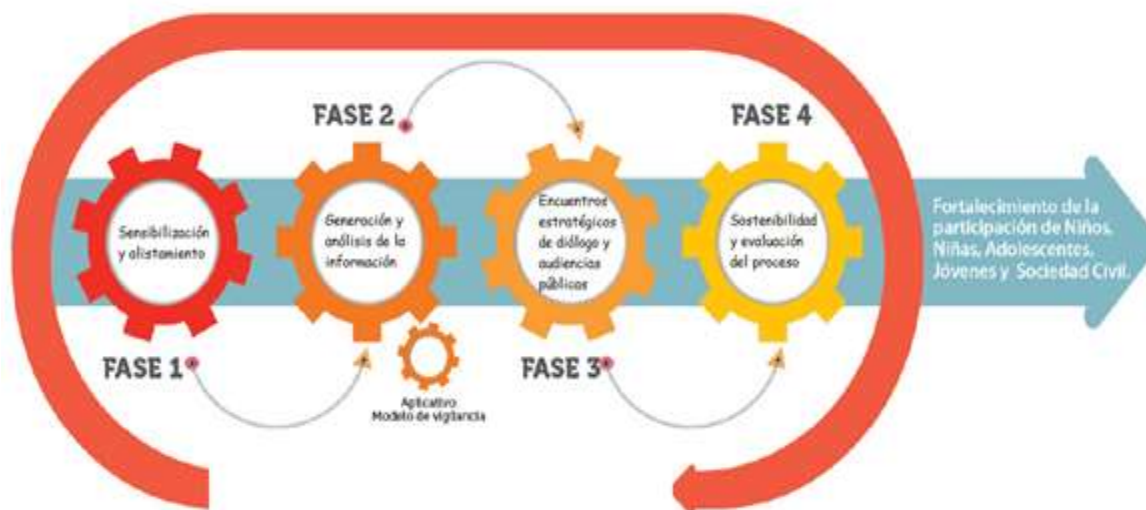 FASE 1
Sensibilización
y alistamiento
FASE 2
Generación y
análisis de la
información
Aplicativo
Modelo de vigilancia
FASE 3
Encuentros
estratégicos
de diálogo y
audiencias
públicas
FASE 4
Sostenibilidad
y evaluación
del proceso
Fortalecimiento de la
participación de Niños,
Niñas, Adolescentes,
Jóvenes y Sociedad Civil.